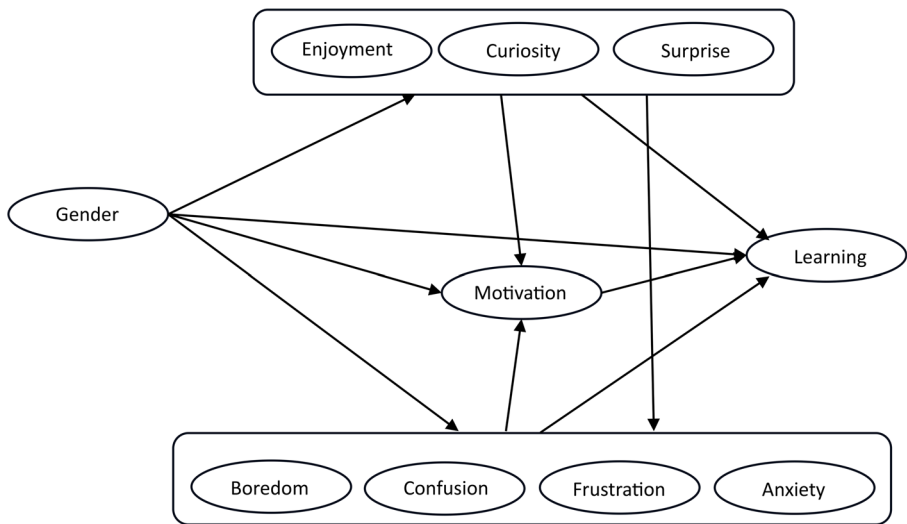 Enjoyment
Curiosity
Surprise
Gender
Learning
Motivation
Boredom
Confusion
Frustration
Anxiety